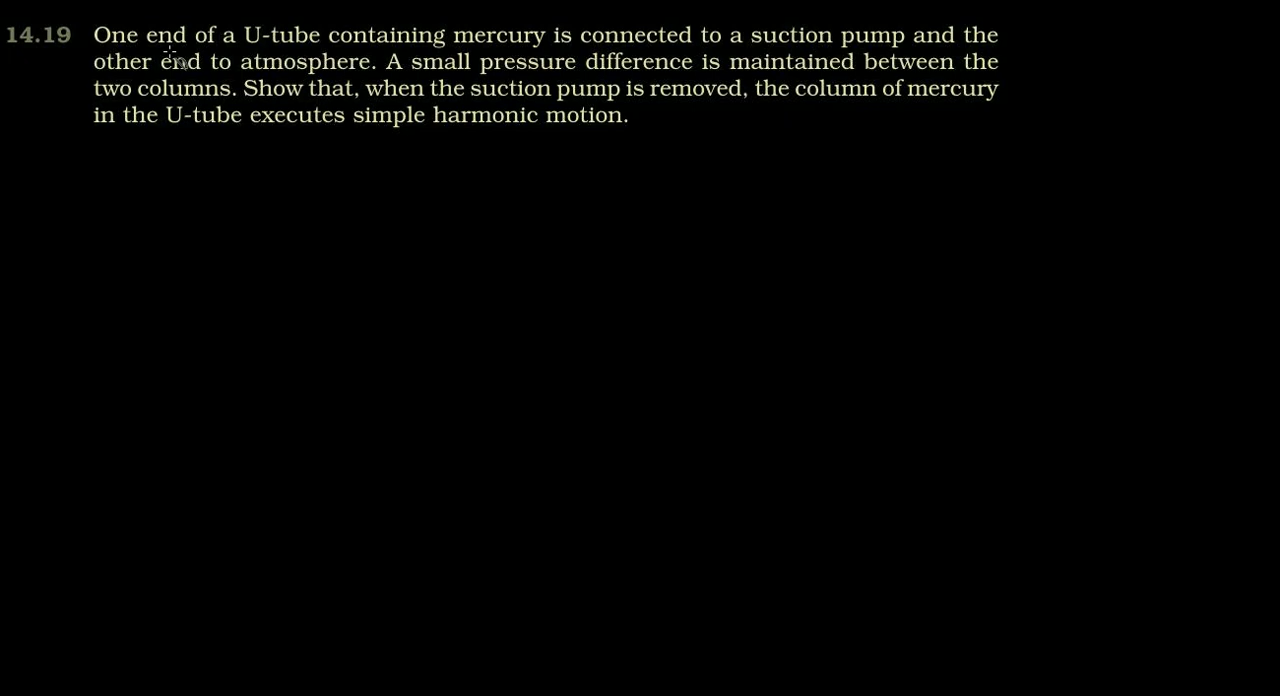 14.19 One end of a U-tube containing mercury is connected to a suction pump and the
other end to atmosphere. A small pressure difference is maintained between the
two columns. Show that, when the suction pump is removed, the column of mercury
in the U-tube executes simple harmonic motion.